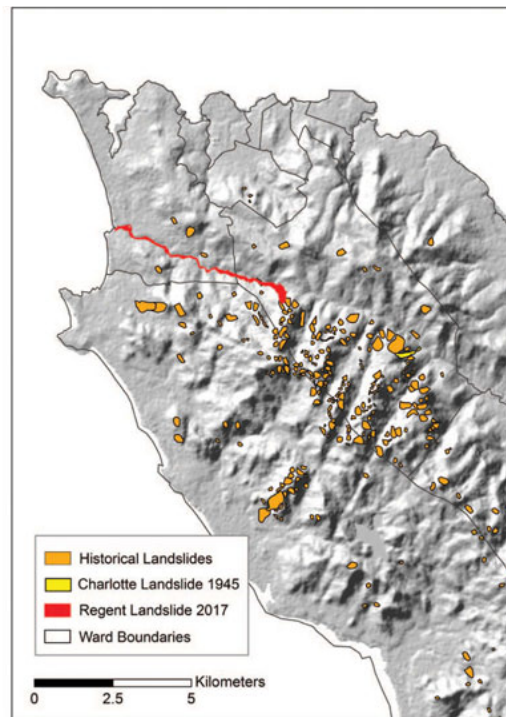 Historical Landslides
Charlotte Landslide 1945
Regent Landslide 2017
Ward Boundaries
Kilometers
0 2.5 5